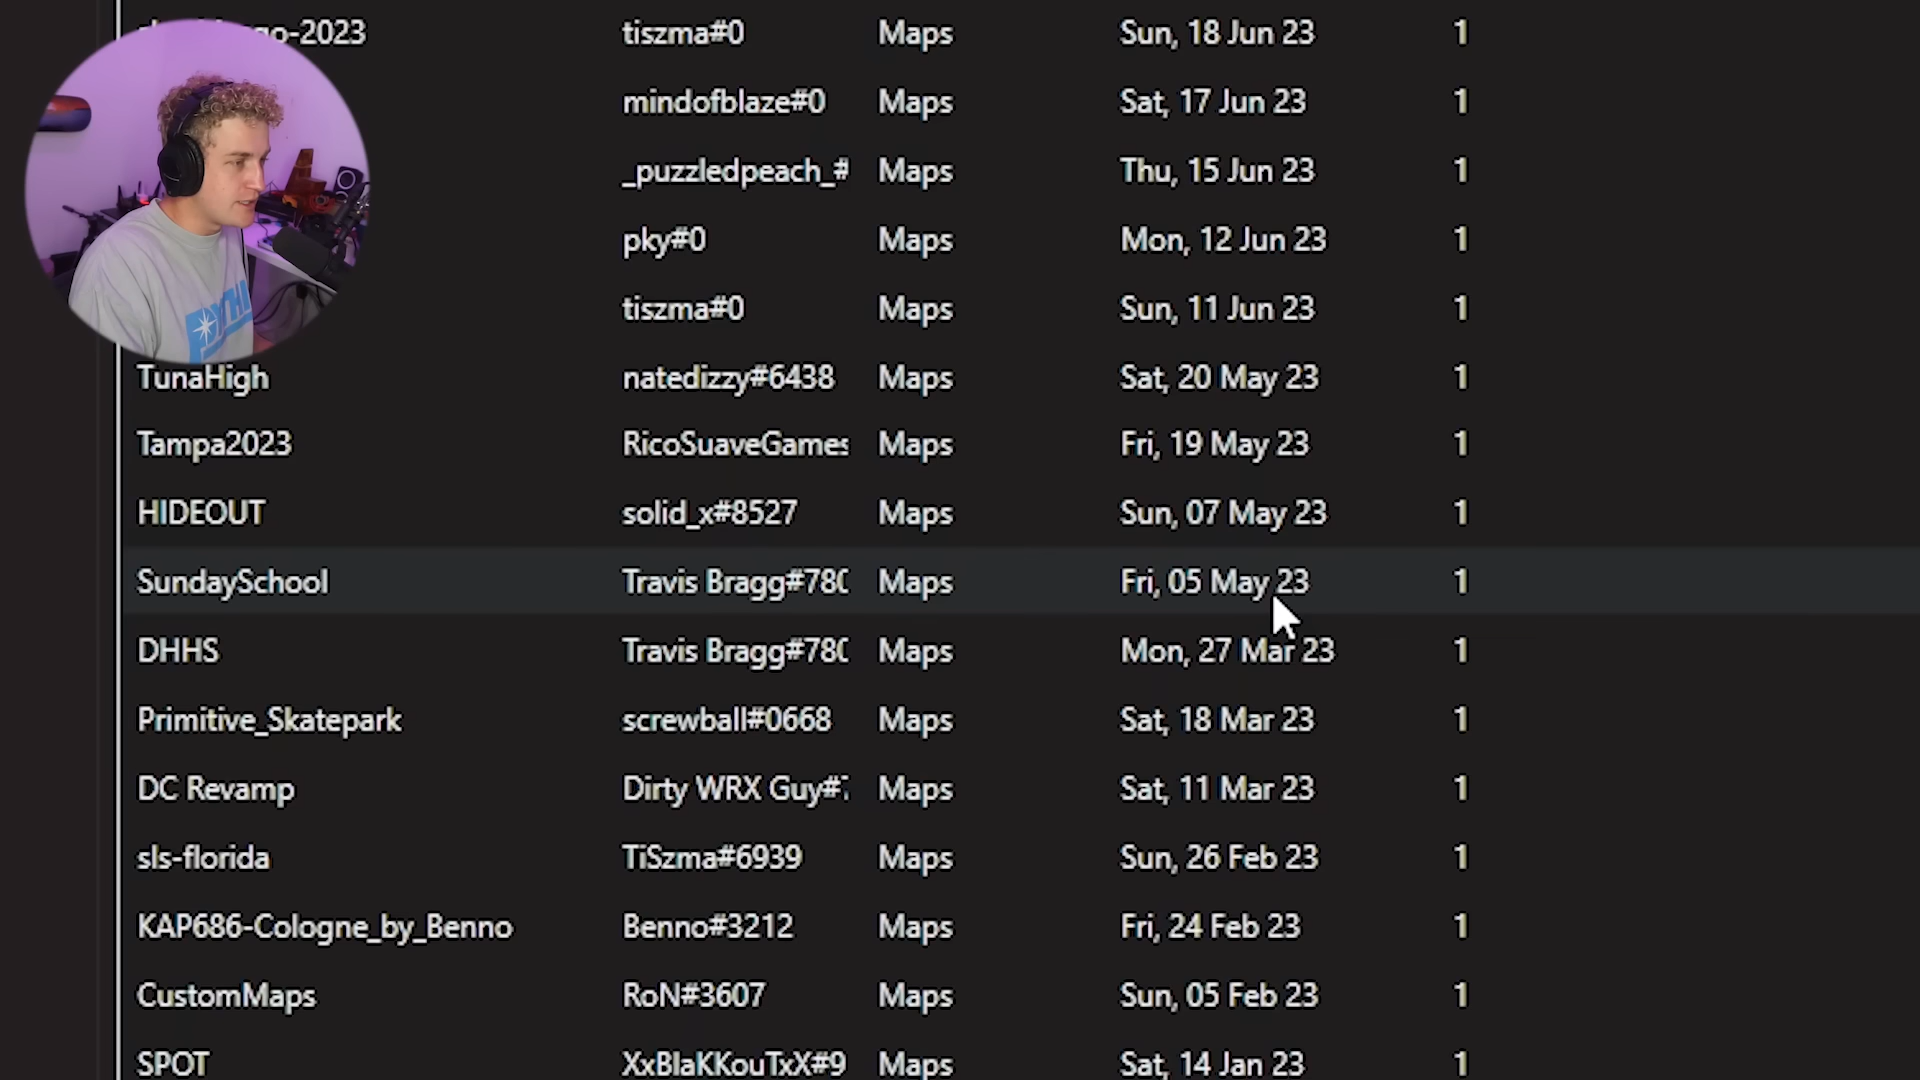 go-2023 tiszma#0 Maps Sun, 18 Jun 23 1
mindofblaze#0 Maps Sat, 17 Jun 23 1
_puzzledpeach_# Maps Thu, 15 Jun 23 1
pky#0 Maps Mon, 12 Jun 23 1
tiszma#0 Maps Sun, 11 Jun 23 1
TunaHigh natedizzy#6438 Maps Sat, 20 May 23 1
Tampa2023 RicoSuaveGames Maps Fri, 19 May 23 1
HIDEOUT solid_x#8527 Maps Sun, 07 May 23 1
SundaySchool Travis Bragg#780 Maps Fri, 05 May 23 1
DHHS Travis Bragg#780 Maps Mon, 27 Mar 23 1
Primitive_Skatepark screwball#0668 Maps Sat, 18 Mar 23 1
DC Revamp Dirty WRX Guy# Maps Sat, 11 Mar 23 1
sls-florida TiSzma#6939 Maps Sun, 26 Feb 23 1
KAP686-Cologne_by_Benno Benno#3212 Maps Fri, 24 Feb 23 1
CustomMaps RoN#3607 Maps Sun, 05 Feb 23 1
SPOT XxBlaKKouTxX#9 Maps Sat, 14 Jan 23 1